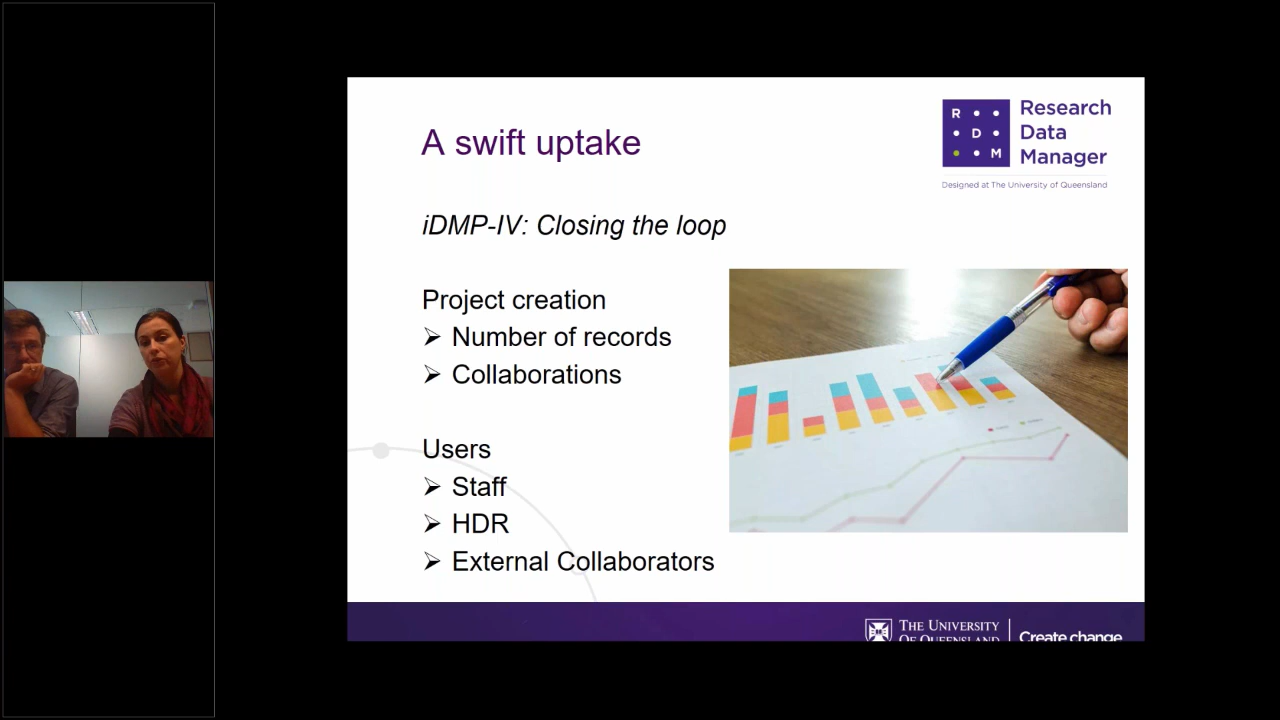 A swift uptake
R
D
M
Research
Data
Manager
Designed at The University of Queensland
iDMP-IV: Closing the loop
Project creation
➢ Number of records
➢ Collaborations
Users
➢ Staff
➢ HDR
➢ External Collaborators
THE UNIVERSITY
OF QUEENSLAND
Create change